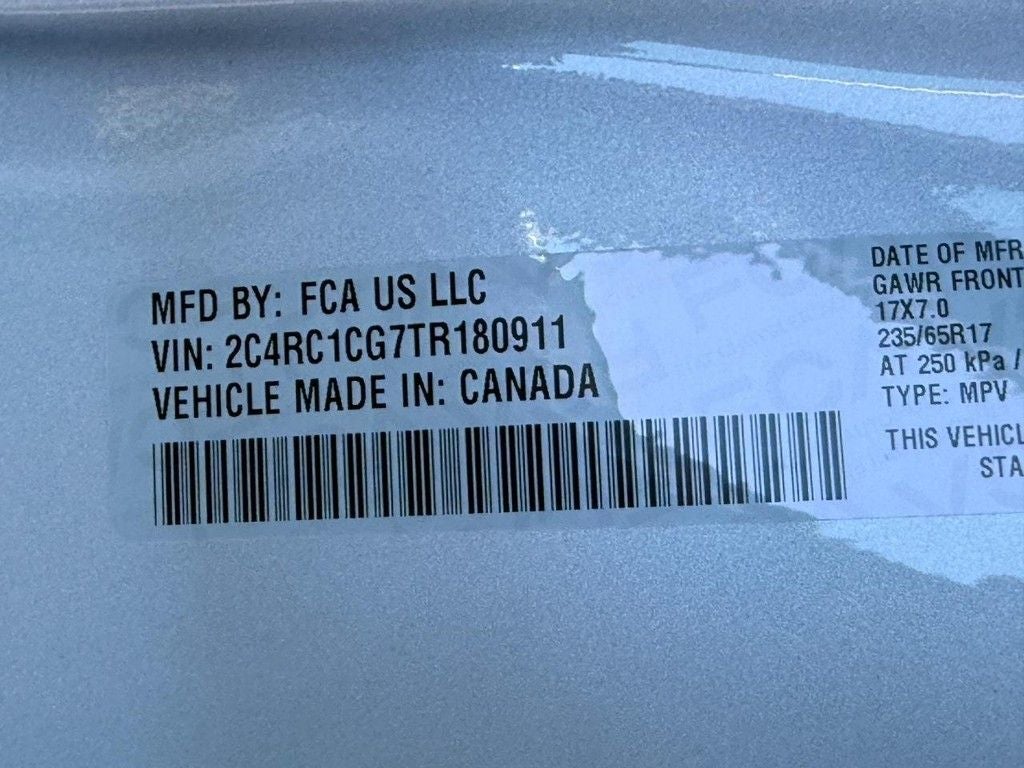 MFD BY: FCA US LLC
VIN: 2C4RC1CG7TR180911
VEHICLE MADE IN: CANADA
DATE OF MFR
GAWR FRONT
17X7.0
235/65R17
AT 250 kPa /
TYPE: MPV
THIS VEHICL
STA